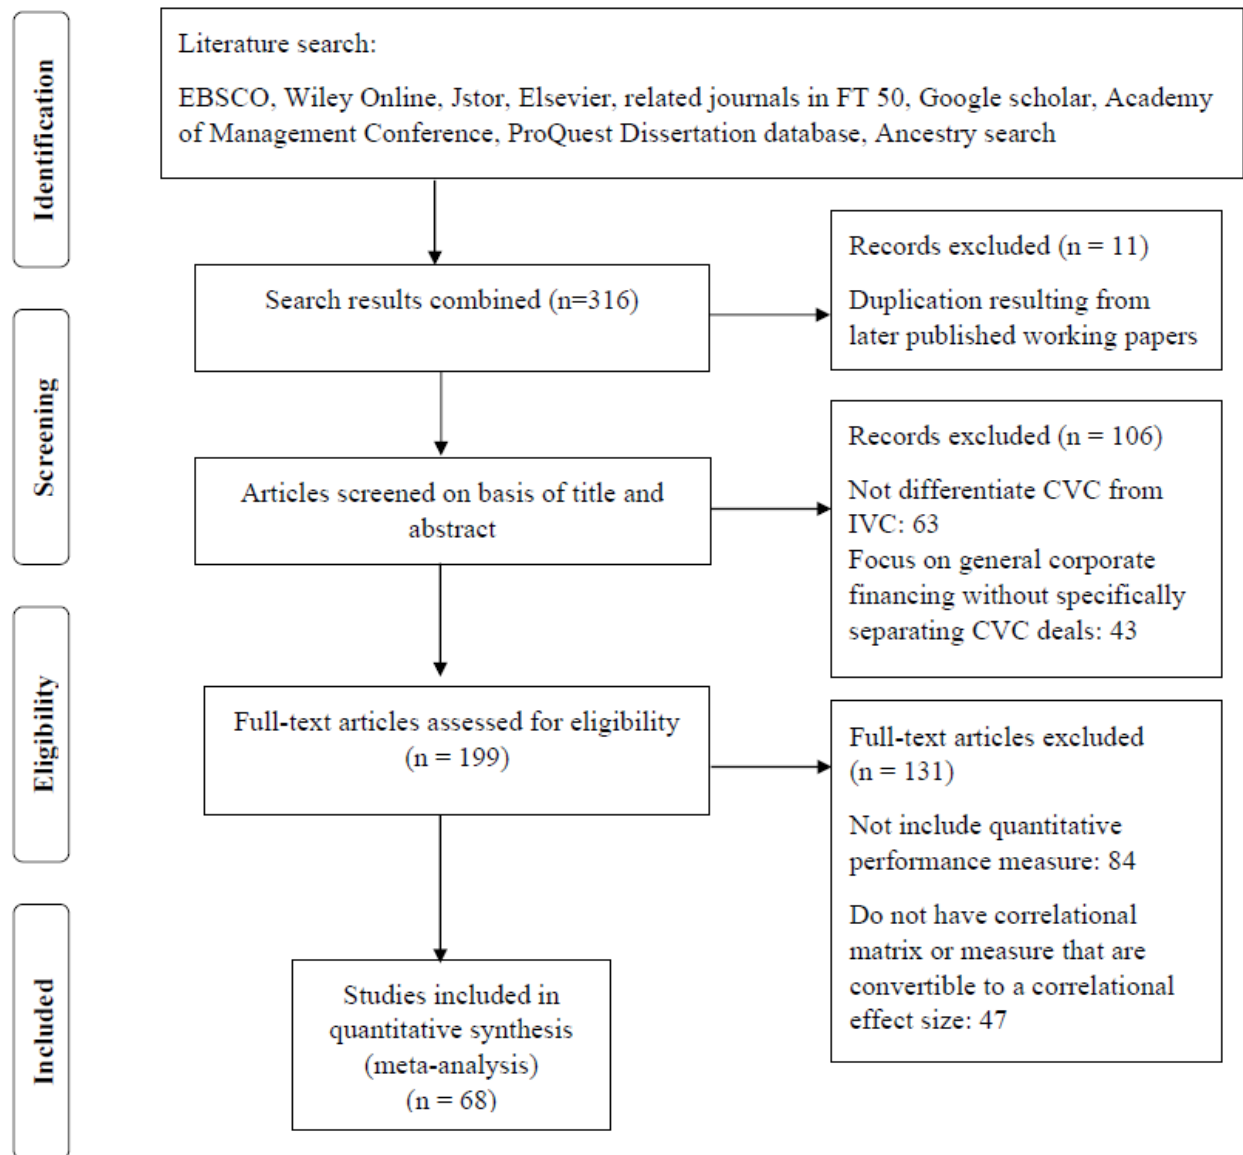 Identification
Literature search:
EBSCO, Wiley Online, Jstor, Elsevier, related journals in FT 50, Google scholar, Academy
of Management Conference, ProQuest Dissertation database, Ancestry search
Records excluded (n = 11)
Duplication resulting from
later published working papers
Search results combined (n=316)
Screening
Records excluded (n = 106)
Not differentiate CVC from
IVC: 63
Focus on general corporate
financing without specifically
separating CVC deals: 43
Articles screened on basis of title and
abstract
Eligibility
Full-text articles assessed for eligibility
(n = 199)
Full-text articles excluded
(n = 131)
Not include quantitative
performance measure: 84
Do not have correlational
matrix or measure that are
convertible to a correlational
effect size: 47
Included
Studies included in
quantitative synthesis
(meta-analysis)
(n = 68)